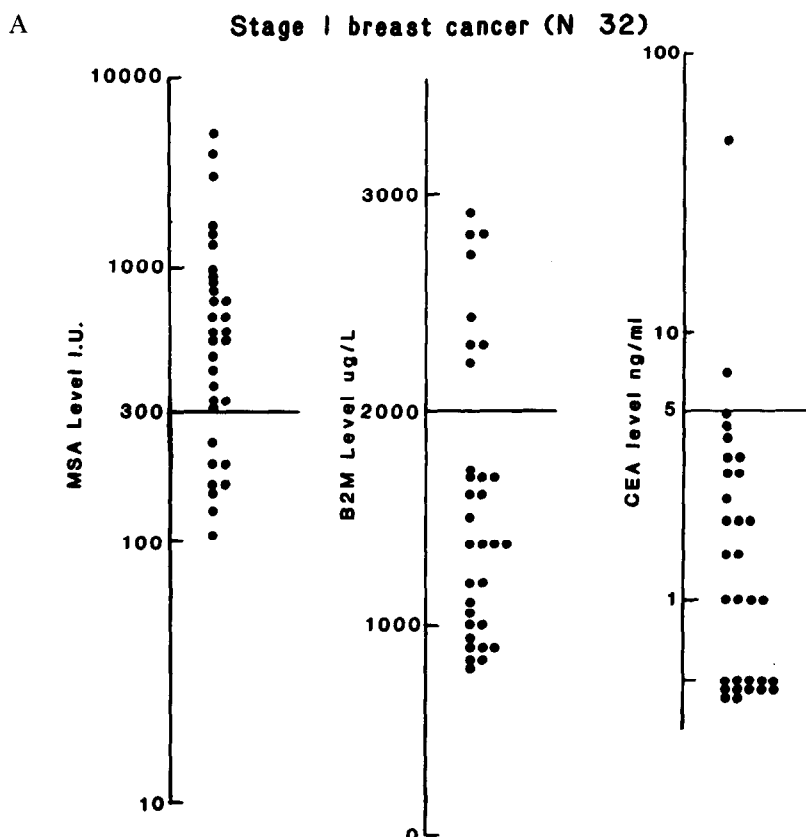 A
Stage I breast cancer (N 32)
10000
1000
300
100
10
MSA Level I.U.
3000
2000
1000
0
B2M Level ug/L
100
10
5
1
CEA level ng/ml